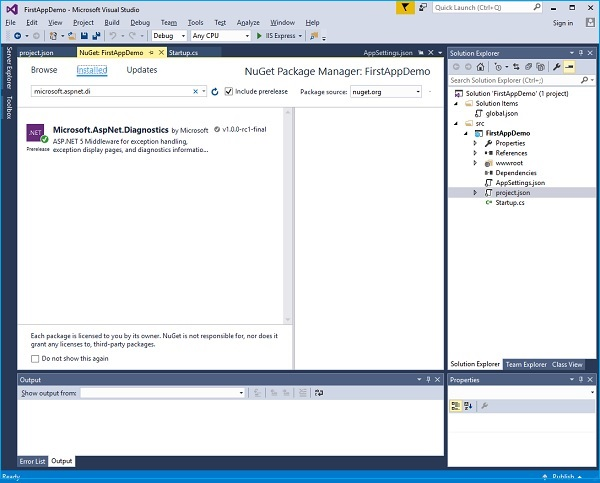 FirstAppDemo - Microsoft Visual Studio
Quick Launch (Ctrl+Q)
File Edit View Project Build Debug Team Tools Test Analyze Window Help
Sign in
Debug Any CPU IIS Express
Server Explorer
Toolbox
project.json NuGet: FirstAppDemo Startup.cs AppSettings.json
Browse Installed Updates
NuGet Package Manager: FirstAppDemo
microsoft.aspnet.di
Include prerelease
Package source: nuget.org
.NET
Prerelease
Microsoft.AspNet.Diagnostics by Microsoft v1.0.0-rc1-final
ASP.NET 5 Middleware for exception handling,
exception display pages, and diagnostics informatio...
Each package is licensed to you by its owner. NuGet is not responsible for, nor does it
grant any licenses to, third-party packages.
Do not show this again
Solution Explorer
Search Solution Explorer (Ctrl+;)
Solution 'FirstAppDemo' (1 project)
Solution Items
global.json
src
FirstAppDemo
Properties
References
wwwroot
Dependencies
AppSettings.json
project.json
Startup.cs
Solution Explorer Team Explorer Class View
Output
Show output from:
Error List Output
Properties
Ready
Publish